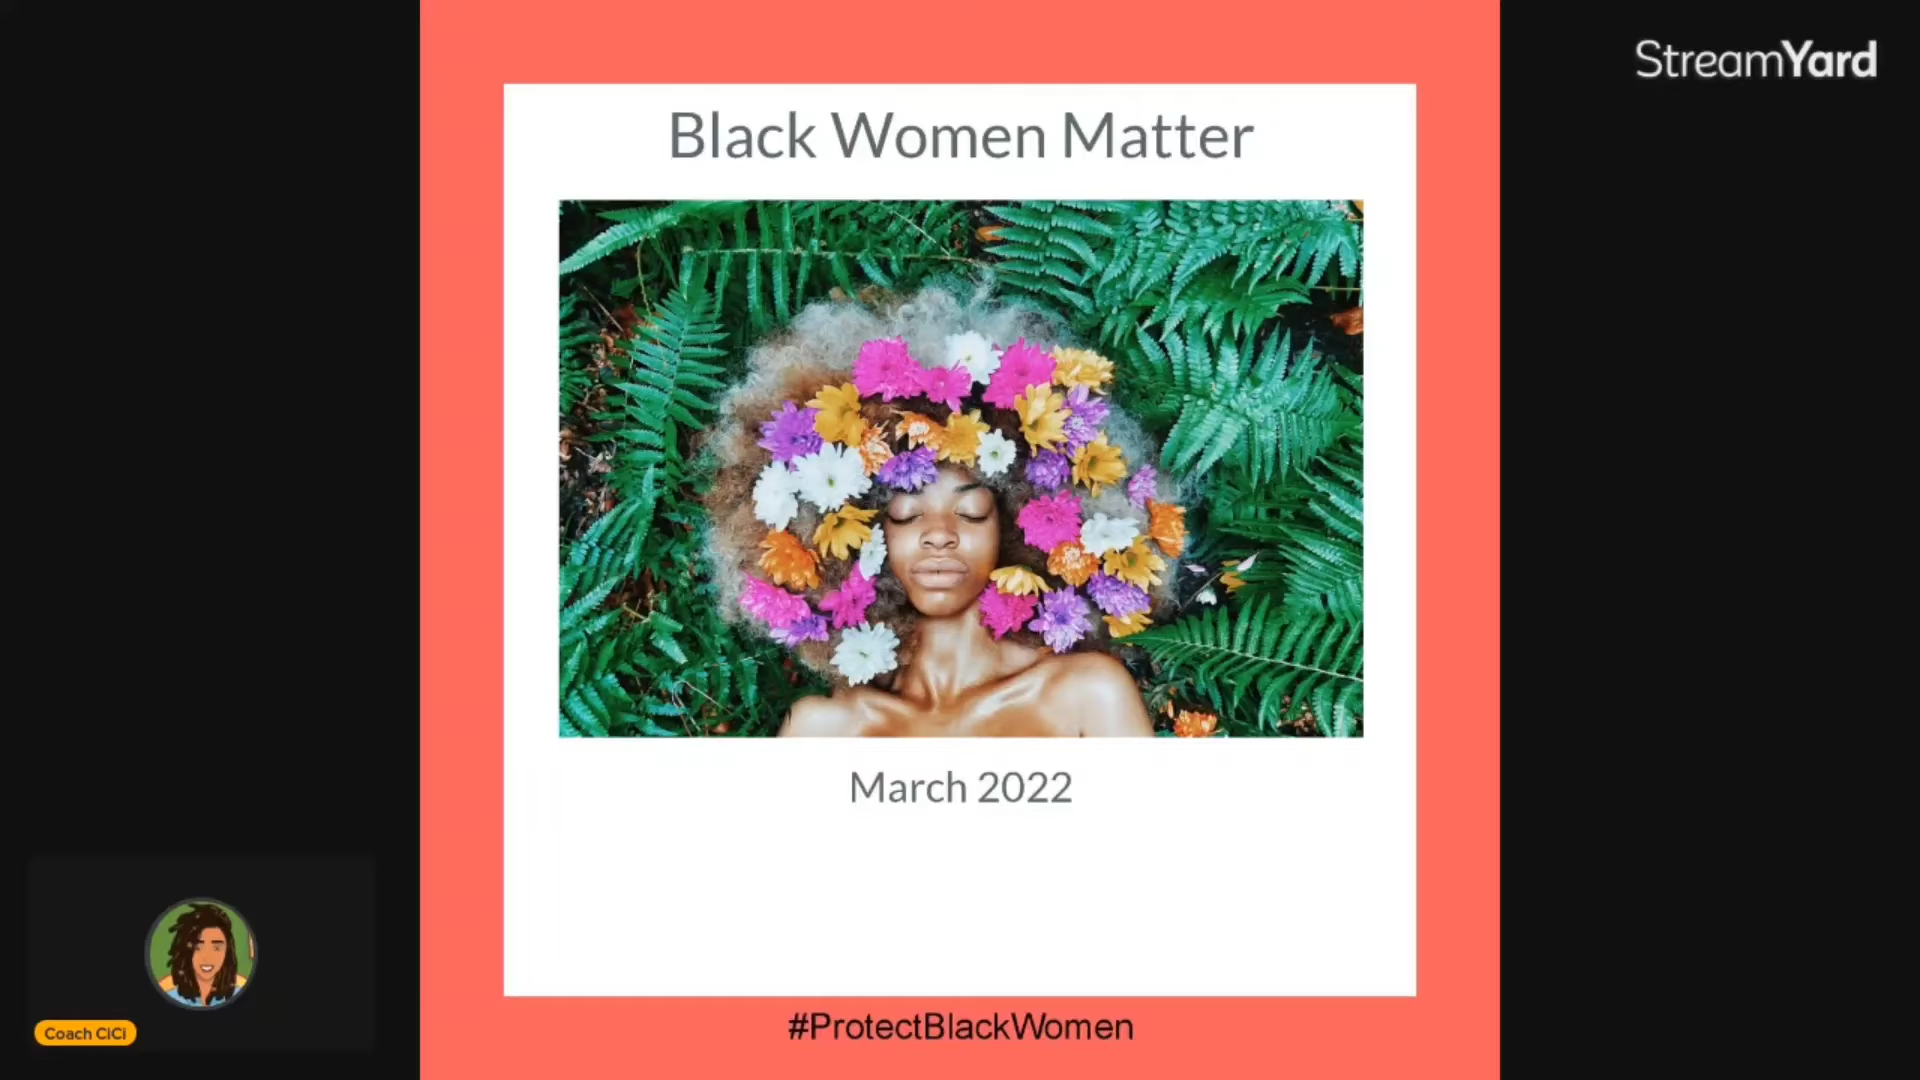 StreamYard
Black Women Matter
March 2022
Coach CiCi
#ProtectBlackWomen